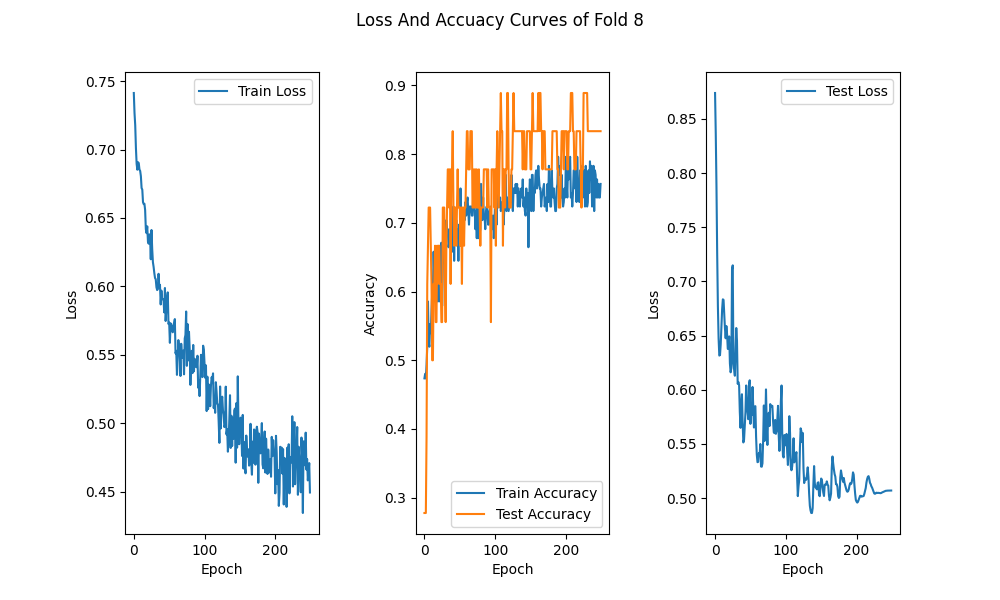 Loss And Accuacy Curves of Fold 8
0.75
0.70
0.65
0.60
0.55
0.50
0.45
Loss
0
100
200
Epoch
Train Loss
0.9
0.8
0.7
0.6
0.5
0.4
0.3
Accuracy
0
100
200
Epoch
Train Accuracy
Test Accuracy
0.85
0.80
0.75
0.70
0.65
0.60
0.55
0.50
Loss
0
100
200
Epoch
Test Loss